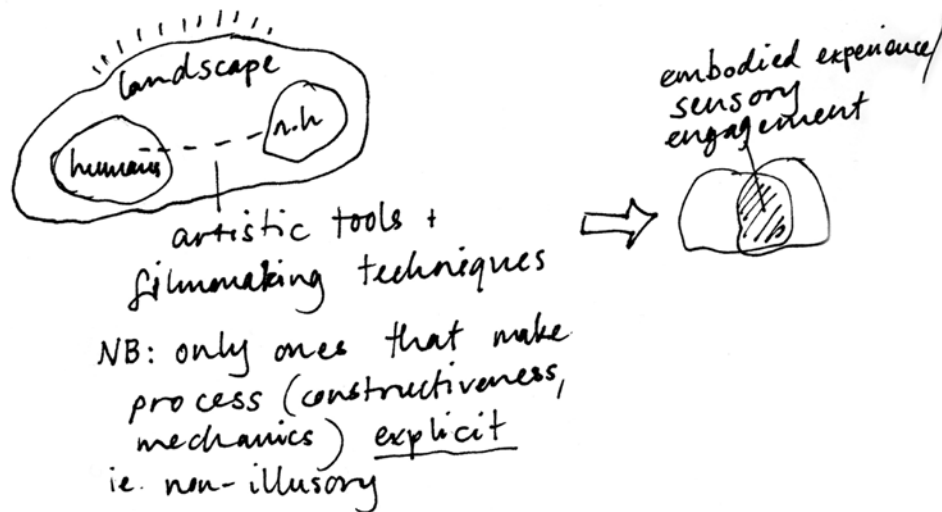 landscape
humans
n.h
artistic tools +
filmmaking techniques
NB: only ones that make
process (constructiveness,
mechanics) explicit
ie. non-illusory
embodied experience/
sensory
engagement